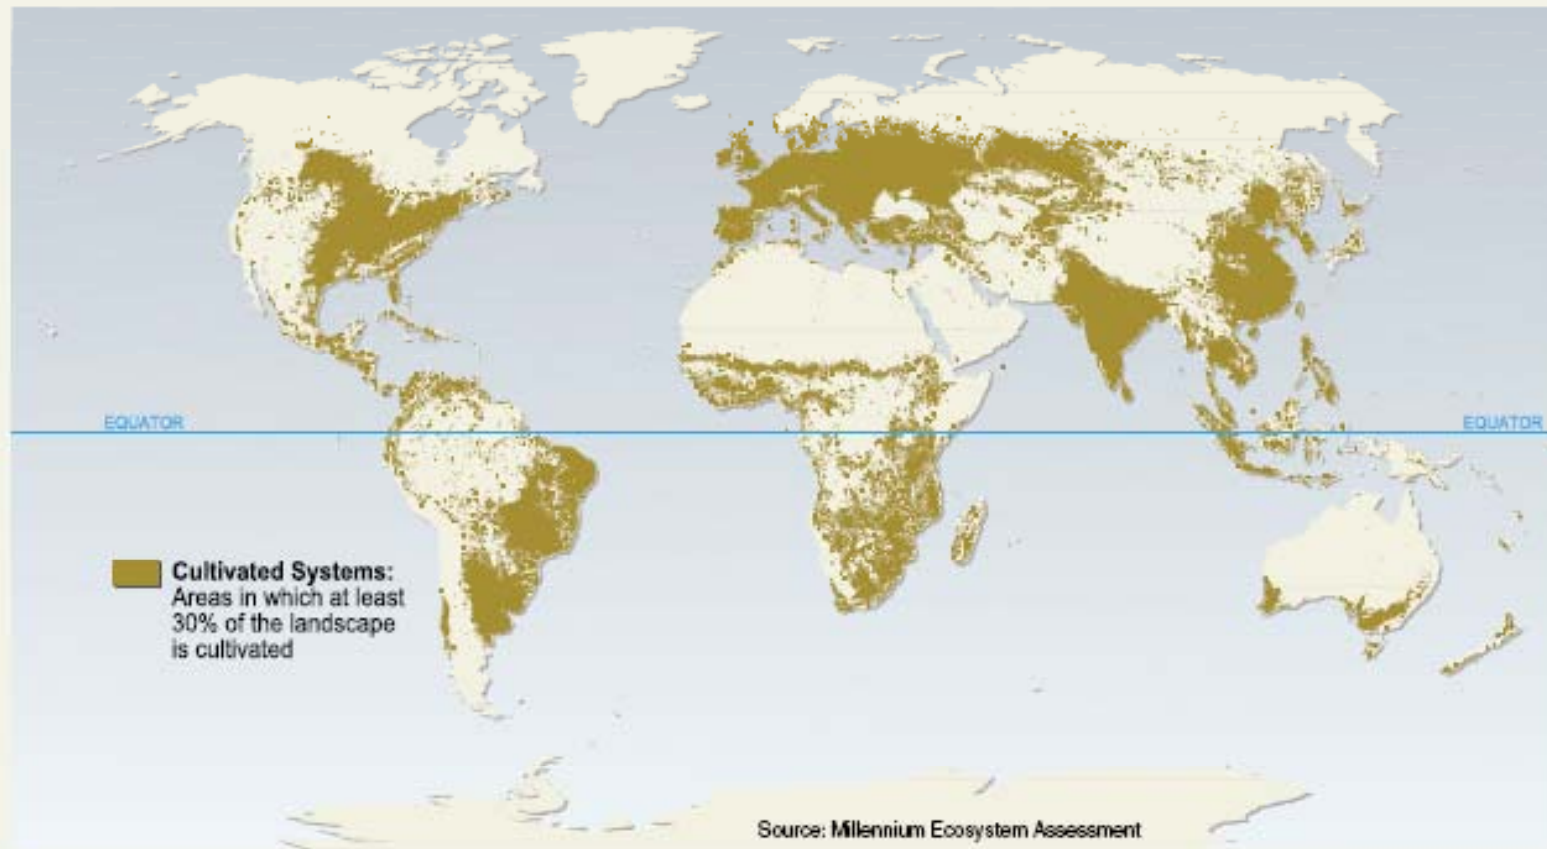 EQUATOR
EQUATOR
Cultivated Systems:
Areas in which at least
30% of the landscape
is cultivated
Source: Millennium Ecosystem Assessment